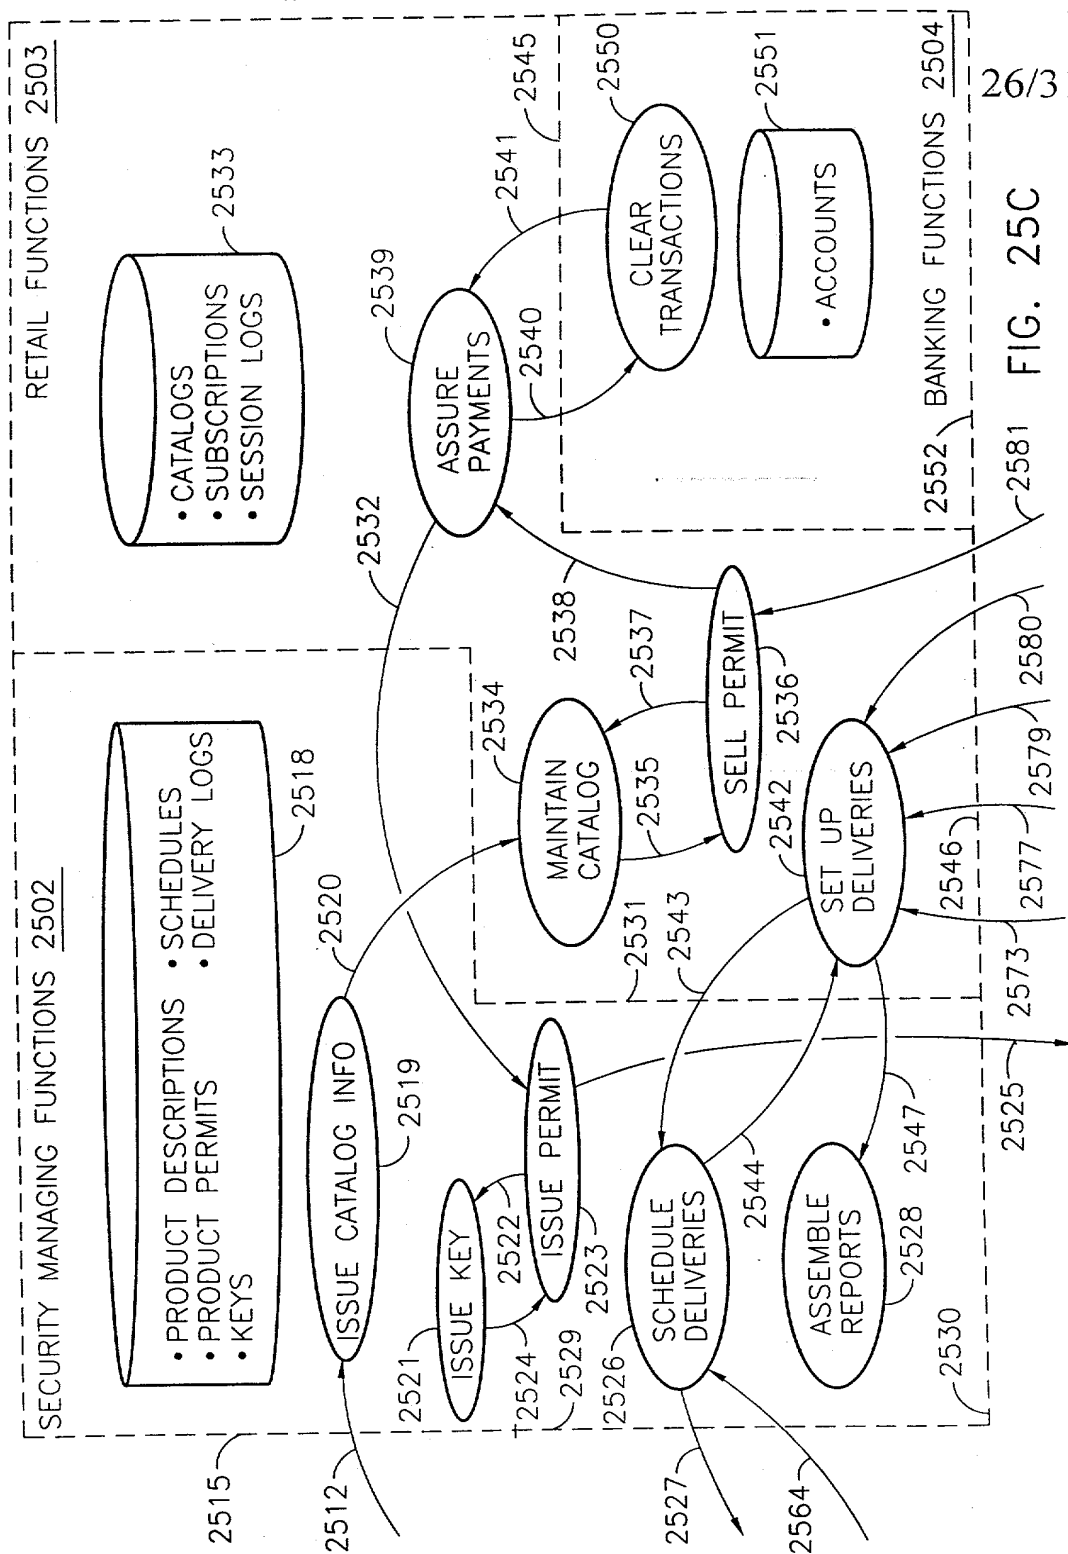 26/3
SECURITY MANAGING FUNCTIONS 2502
RETAIL FUNCTIONS 2503
• PRODUCT DESCRIPTIONS
• PRODUCT PERMITS
• KEYS
• SCHEDULES
• DELIVERY LOGS
2518
• CATALOGS
• SUBSCRIPTIONS
• SESSION LOGS
2533
2515
2512
ISSUE CATALOG INFO
2519
2520
2532
ASSURE
PAYMENTS
2539
2541
2545
2540
2521
ISSUE KEY
2522
2524
2529
ISSUE PERMIT
2523
MAINTAIN
CATALOG
2534
2535
2537
2538
CLEAR
TRANSACTIONS
2550
2526
SCHEDULE
DELIVERIES
2531
2543
2544
2542
SELL PERMIT
2536
2551
• ACCOUNTS
2527
2564
ASSEMBLE
REPORTS
2528
2547
SET UP
DELIVERIES
2546
2552
BANKING FUNCTIONS 2504
2530
2525
2573
2577
2579
2580
2581
FIG. 25C